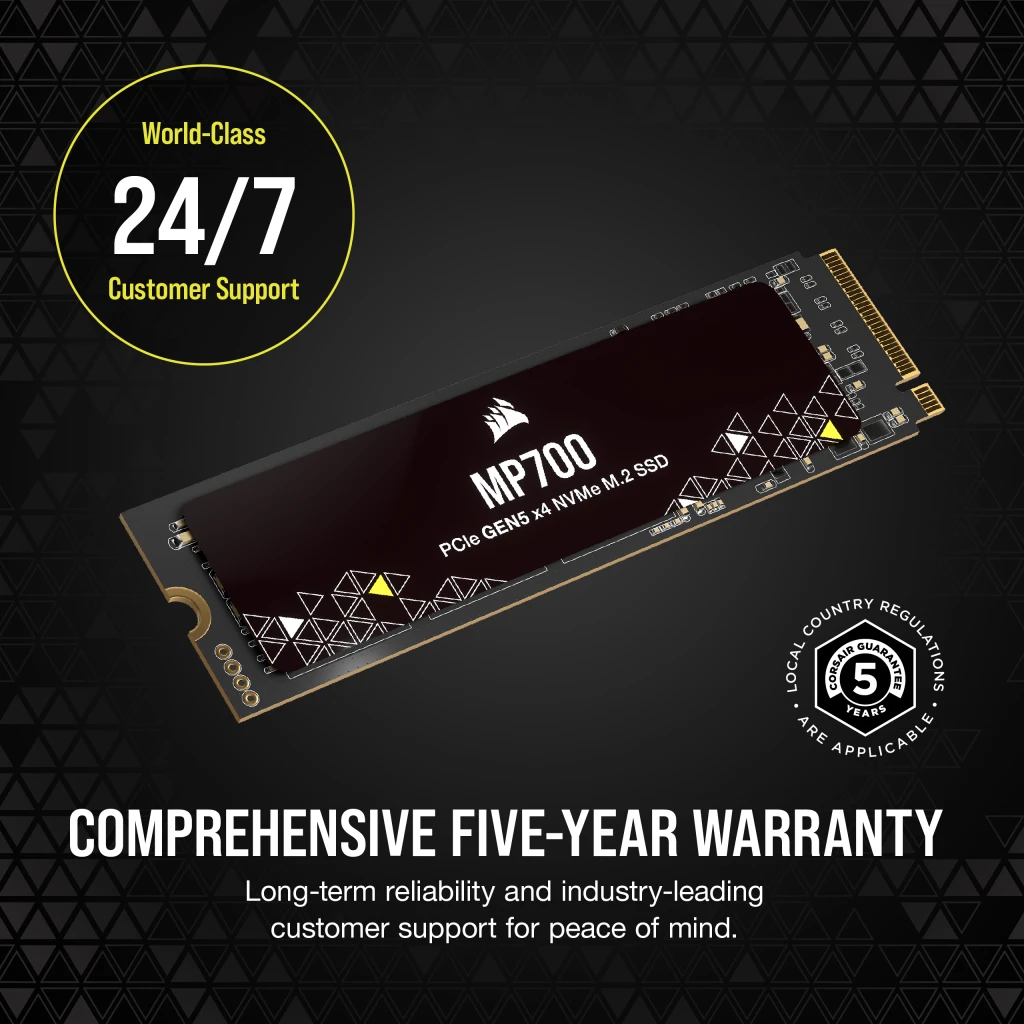 World-Class
24/7
Customer Support
MP700
PCIe GEN5 x4 NVMe M.2 SSD
LOCAL COUNTRY REGULATIONS
• ARE APPLICABLE •
CORSAIR GUARANTEE
5
YEARS
COMPREHENSIVE FIVE-YEAR WARRANTY
Long-term reliability and industry-leading
customer support for peace of mind.